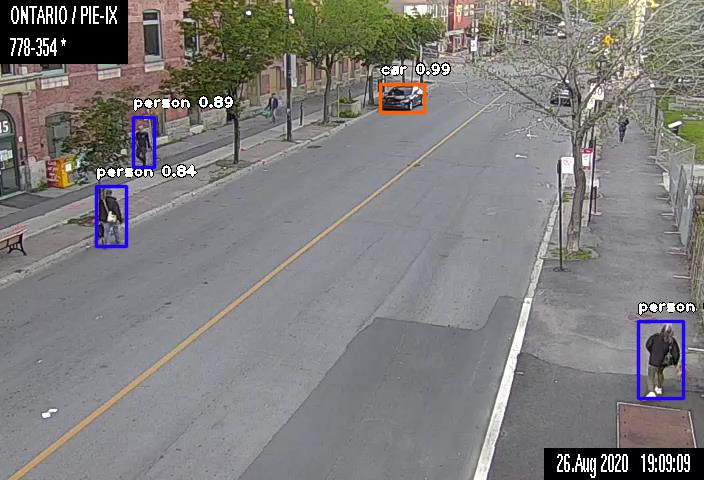 ONTARIO / PIE-IX
778-354 *
car 0.99
person 0.89
person 0.84
person
26.Aug 2020 19:09:09